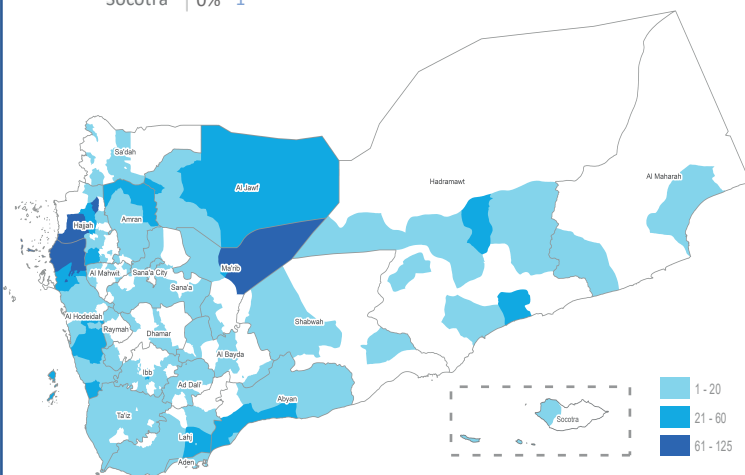 Socotra 0% 1
Sa'dah
Al Jawf
Hadramawt
Al Maharah
Hajjah
Amran
Ma'rib
Al Mahwit
Sana'a City
Sana'a
Al Hodeidah
Raymah
Dhamar
Shabwah
Al Bayda
Ibb
Ad Dali'
Abyan
Ta'iz
Lahj
Aden
Socotra
1 - 20
21 - 60
61 - 125